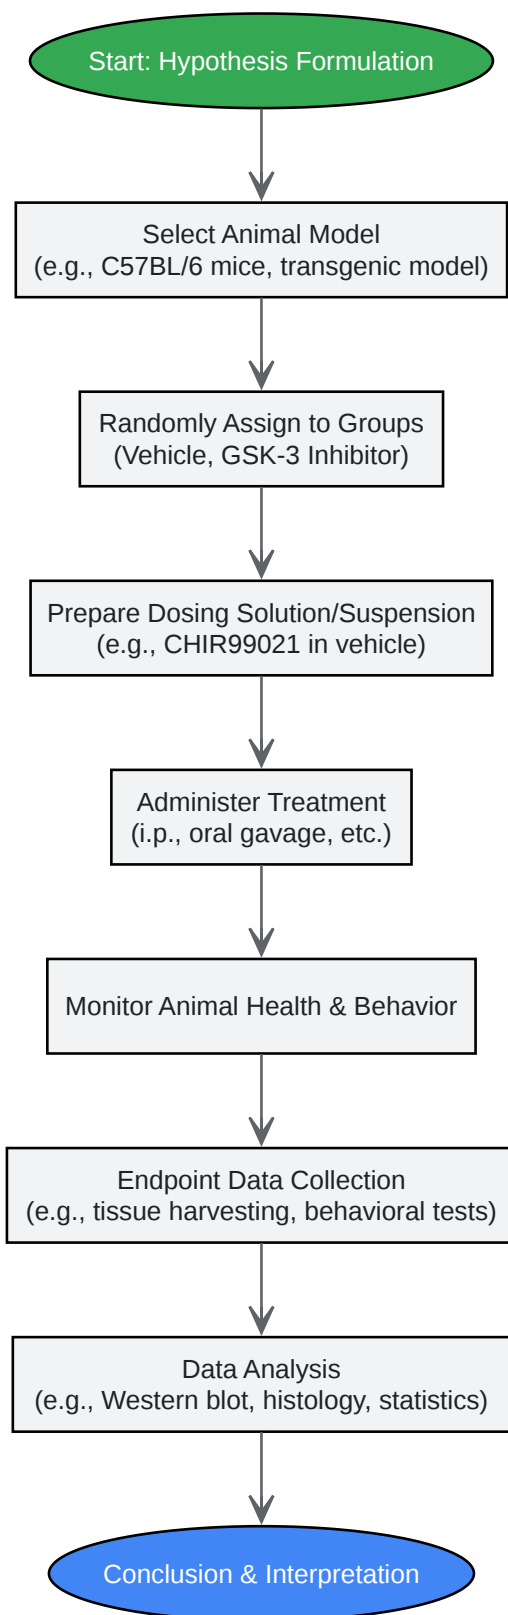 Start: Hypothesis Formulation
Select Animal Model
(e.g., C57BL/6 mice, transgenic model)
Randomly Assign to Groups
(Vehicle, GSK-3 Inhibitor)
Prepare Dosing Solution/Suspension
(e.g., CHIR99021 in vehicle)
Administer Treatment
(i.p., oral gavage, etc.)
Monitor Animal Health & Behavior
Endpoint Data Collection
(e.g., tissue harvesting, behavioral tests)
Data Analysis
(e.g., Western blot, histology, statistics)
Conclusion & Interpretation